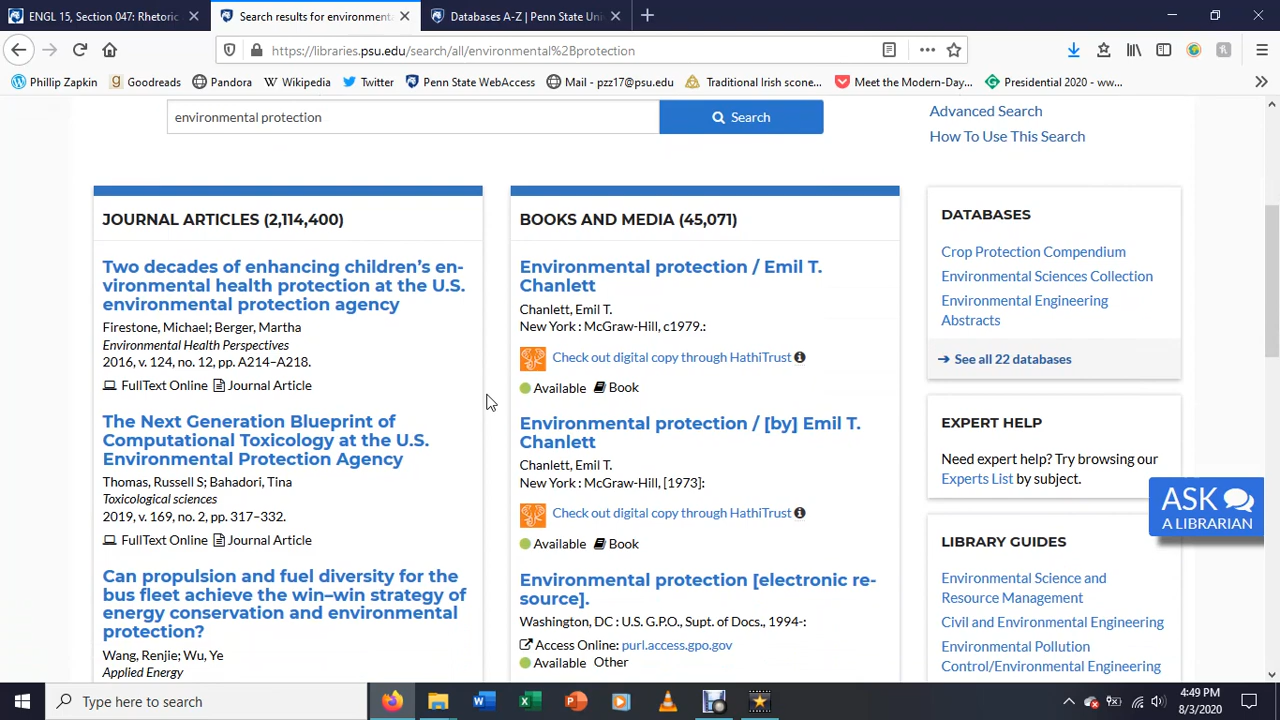 ENGL 15, Section 047: Rhetoric
Search results for environmenta
Databases A-Z | Penn State Uni
https://libraries.psu.edu/search/all/environmental%2Bprotection
Phillip Zapkin
Goodreads
Pandora
Wikipedia
Twitter
Penn State WebAccess
Mail - pzz17@psu.edu
Traditional Irish scone...
Meet the Modern-Day...
Presidential 2020 - ww...
environmental protection
Search
Advanced Search
How To Use This Search
JOURNAL ARTICLES (2,114,400)
Two decades of enhancing children's en-
vironmental health protection at the U.S.
environmental protection agency
Firestone, Michael; Berger, Martha
Environmental Health Perspectives
2016, v. 124, no. 12, pp. A214–A218.
FullText Online Journal Article
The Next Generation Blueprint of
Computational Toxicology at the U.S.
Environmental Protection Agency
Thomas, Russell S; Bahadori, Tina
Toxicological sciences
2019, v. 169, no. 2, pp. 317–332.
FullText Online Journal Article
Can propulsion and fuel diversity for the
bus fleet achieve the win–win strategy of
energy conservation and environmental
protection?
Wang, Renjie; Wu, Ye
Applied Energy
BOOKS AND MEDIA (45,071)
Environmental protection / Emil T.
Chanlett
Chanlett, Emil T.
New York : McGraw-Hill, c1979.:
Check out digital copy through HathiTrust
Available Book
Environmental protection / [by] Emil T.
Chanlett
Chanlett, Emil T.
New York : McGraw-Hill, [1973]:
Check out digital copy through HathiTrust
Available Book
Environmental protection [electronic re-
source].
Washington, DC : U.S. G.P.O., Supt. of Docs., 1994-:
Access Online: purl.access.gpo.gov
Available Other
DATABASES
Crop Protection Compendium
Environmental Sciences Collection
Environmental Engineering
Abstracts
See all 22 databases
EXPERT HELP
Need expert help? Try browsing our
Experts List by subject.
ASK
A LIBRARIAN
LIBRARY GUIDES
Environmental Science and
Resource Management
Civil and Environmental Engineering
Environmental Pollution
Control/Environmental Engineering
Type here to search
4:49 PM
8/3/2020